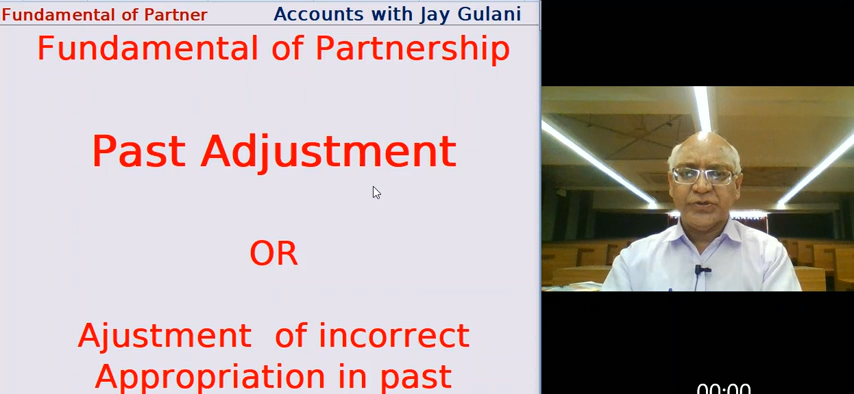 Fundamental of Partner
Accounts with Jay Gulani
Fundamental of Partnership
Past Adjustment
OR
Ajustment of incorrect
Appropriation in past
00:00